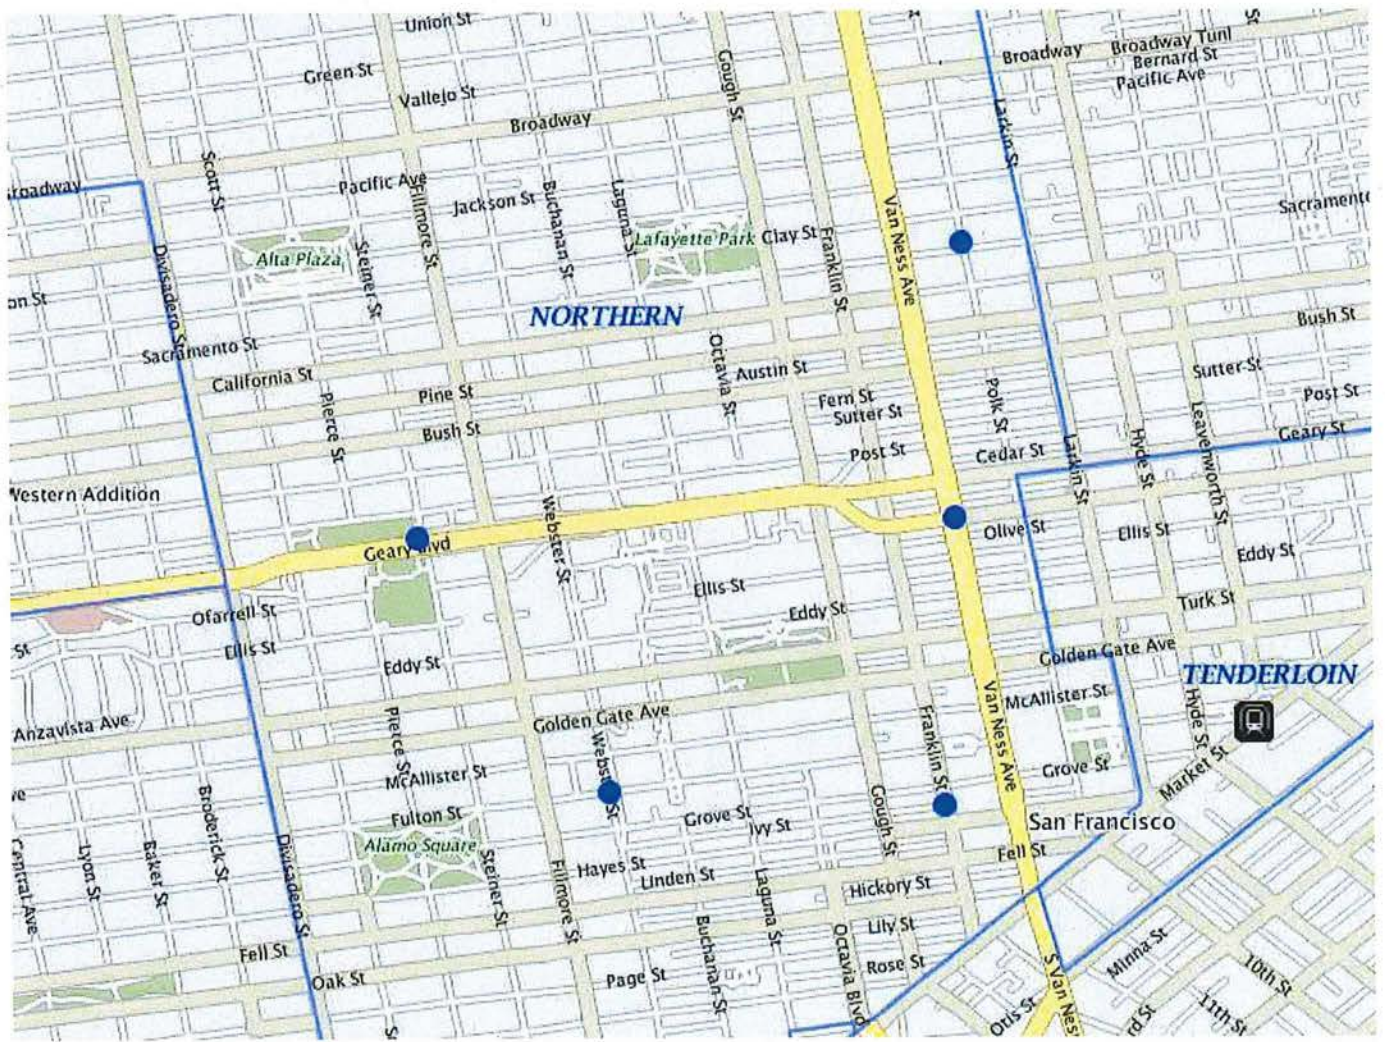 Union St
St
Broadway
Broadway Tunl
Bernard St
Pacific Ave
Green St
Gough St
Vallejo St
Broadway
Larkin St
Scott St
Pacific Ave
Fillmore St
Jackson St
Buchanan St
Laguna St
Sacramento
Van Ness Ave
Lafayette Park
Clay St
Franklin St
Alta Plaza
Steiner St
Divisadero St
on St
NORTHERN
Bush St
Sacramento St
Octavia St
Austin St
Sutter St
California St
Pine St
Polk St
Post St
Pierce St
Fern St
Sutter St
Leavenworth St
Bush St
Geary St
Post St
Cedar St
Larkin St
Hyde St
Western Addition
Webster St
Olive St
Ellis St
Geary Blvd
Eddy St
Ellis St
Ofarrell St
Eddy St
Turk St
St
Ellis St
Eddy St
Golden Gate Ave
TENDERLOIN
Van Ness Ave
McAllister St
Anzavista Ave
Pierce St
Golden Gate Ave
Franklin St
Hyde St
Webster St
McAllister St
Grove St
Market St
ve
Broderick St
Fulton St
Grove St
Ivy St
Gough St
San Francisco
Central Ave
Lyon St
Baker St
Divisadero St
Alamo Square
Steiner St
Fillmore St
Hayes St
Linden St
Laguna St
Hickory St
Fell St
Buchanan St
Octavia Blvd
Lily St
Fell St
Rose St
Minna St
10th St
Oak St
Page St
S Van Ness
Otis St
rd St
11th St
S